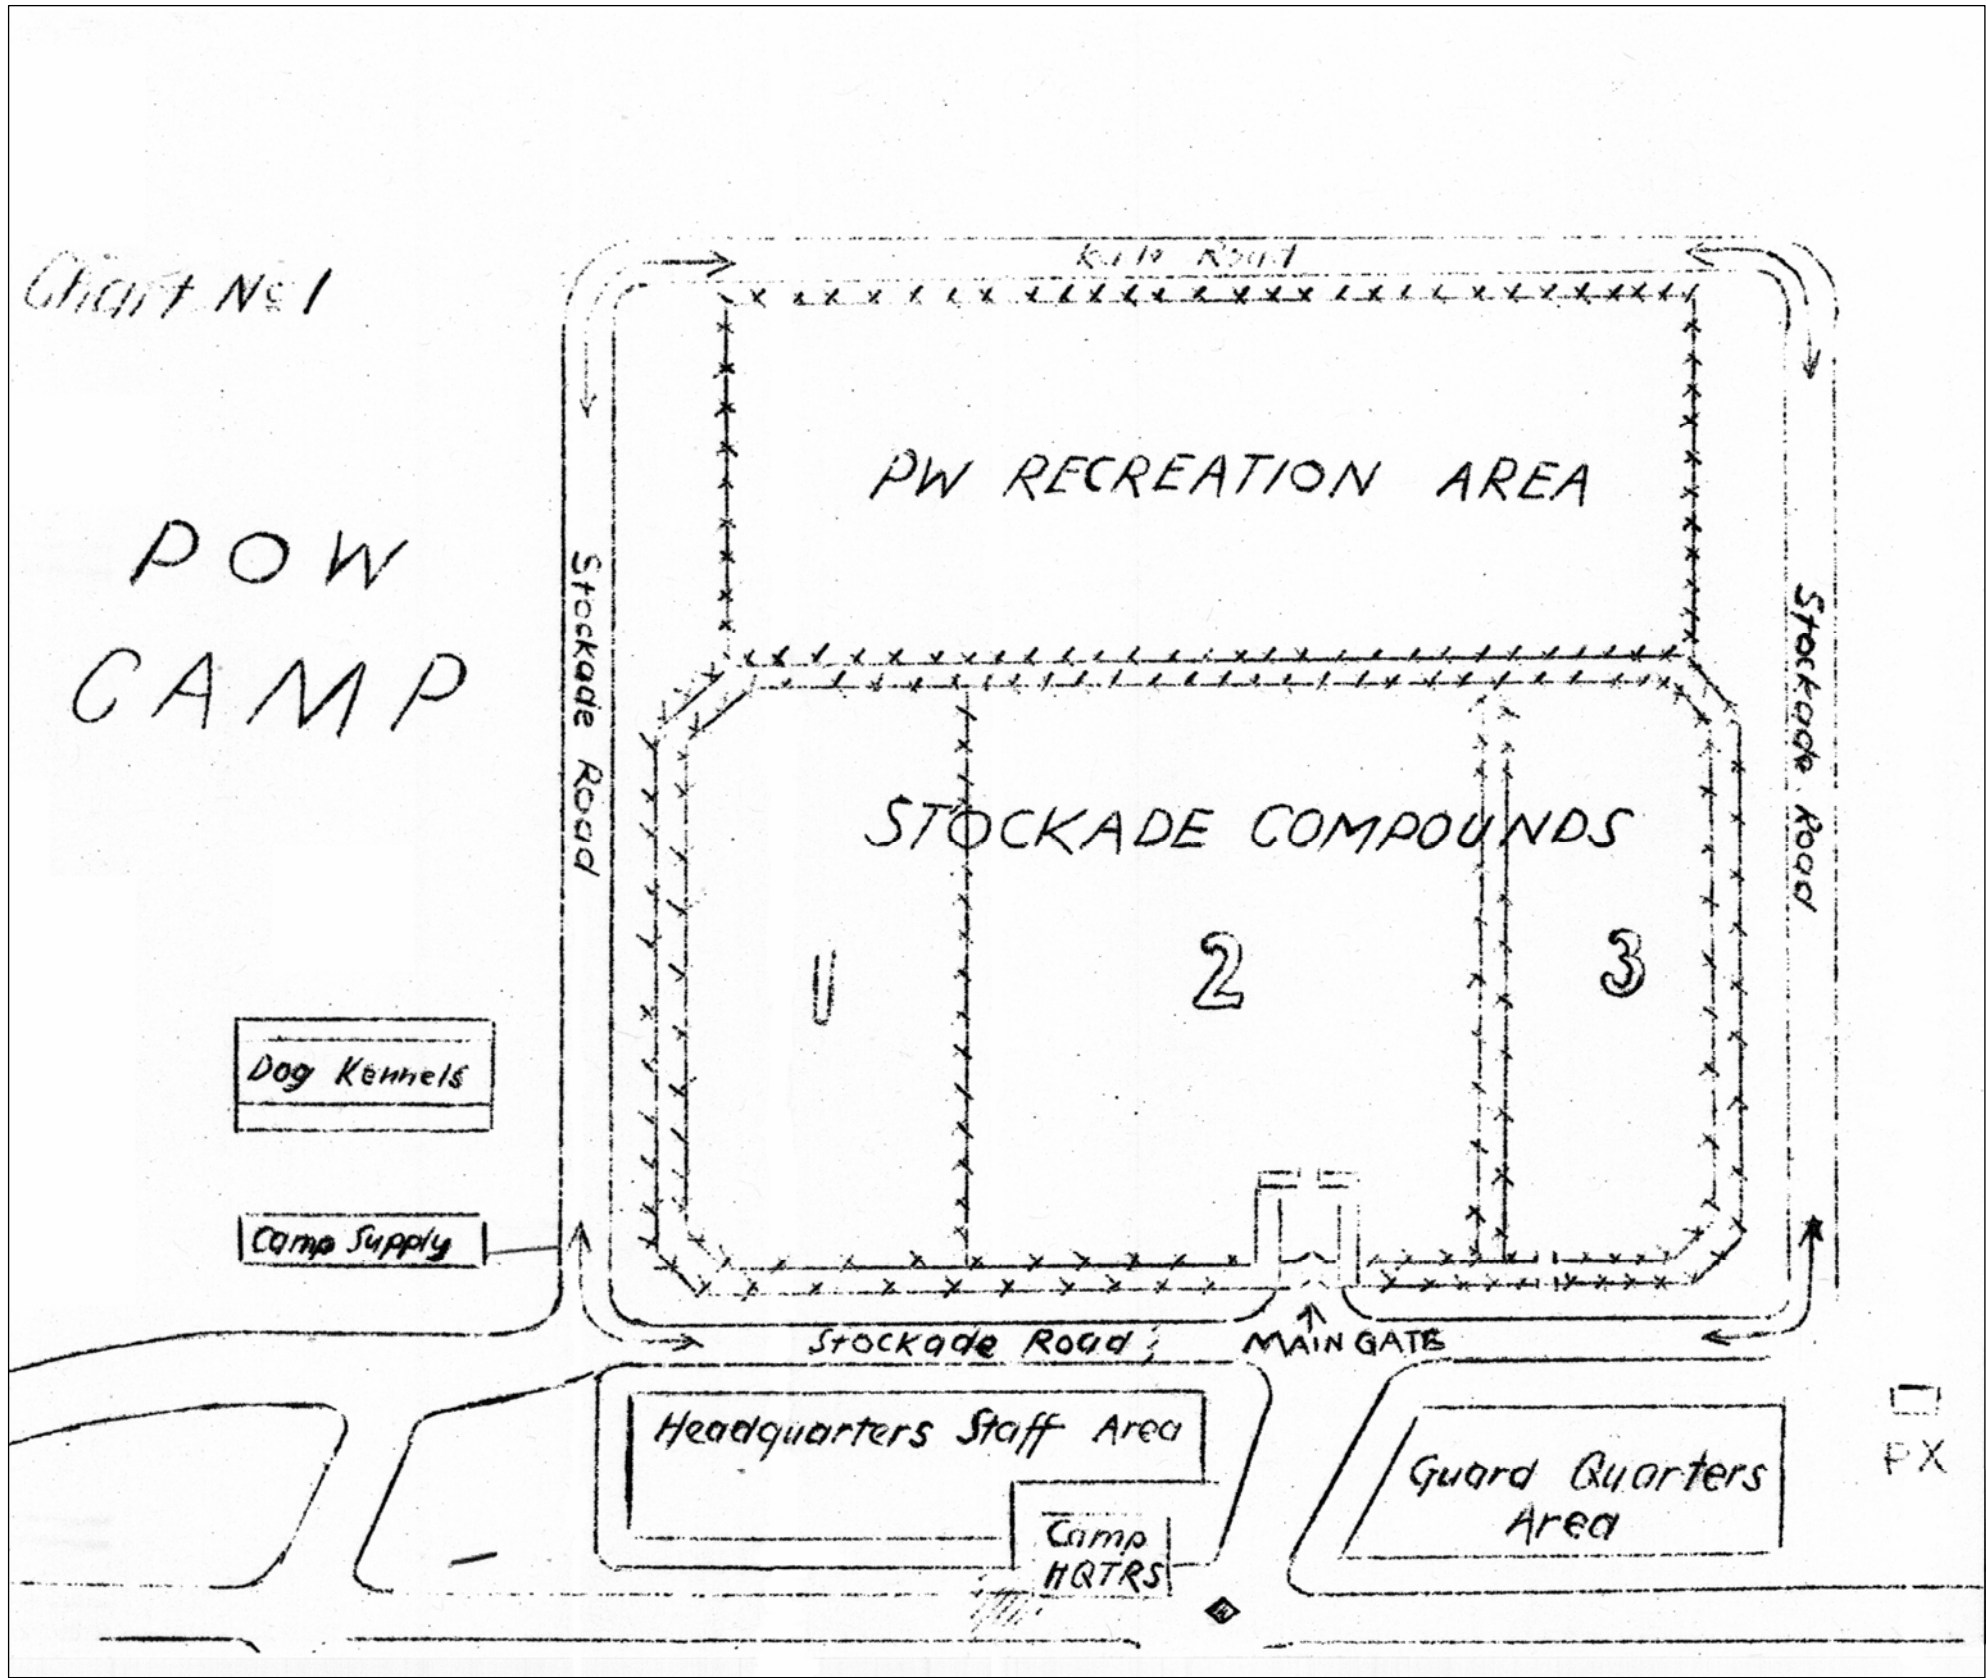 Chart No 1
Road
PW RECREATION AREA
POW
CAMP
Stockade Road
Stockade Road
STOCKADE COMPOUNDS
1
2
3
Dog Kennels
Camp Supply
Stockade Road
MAIN GATE
Headquarters Staff Area
Guard Quarters
Area
PX
Camp
HQTRS